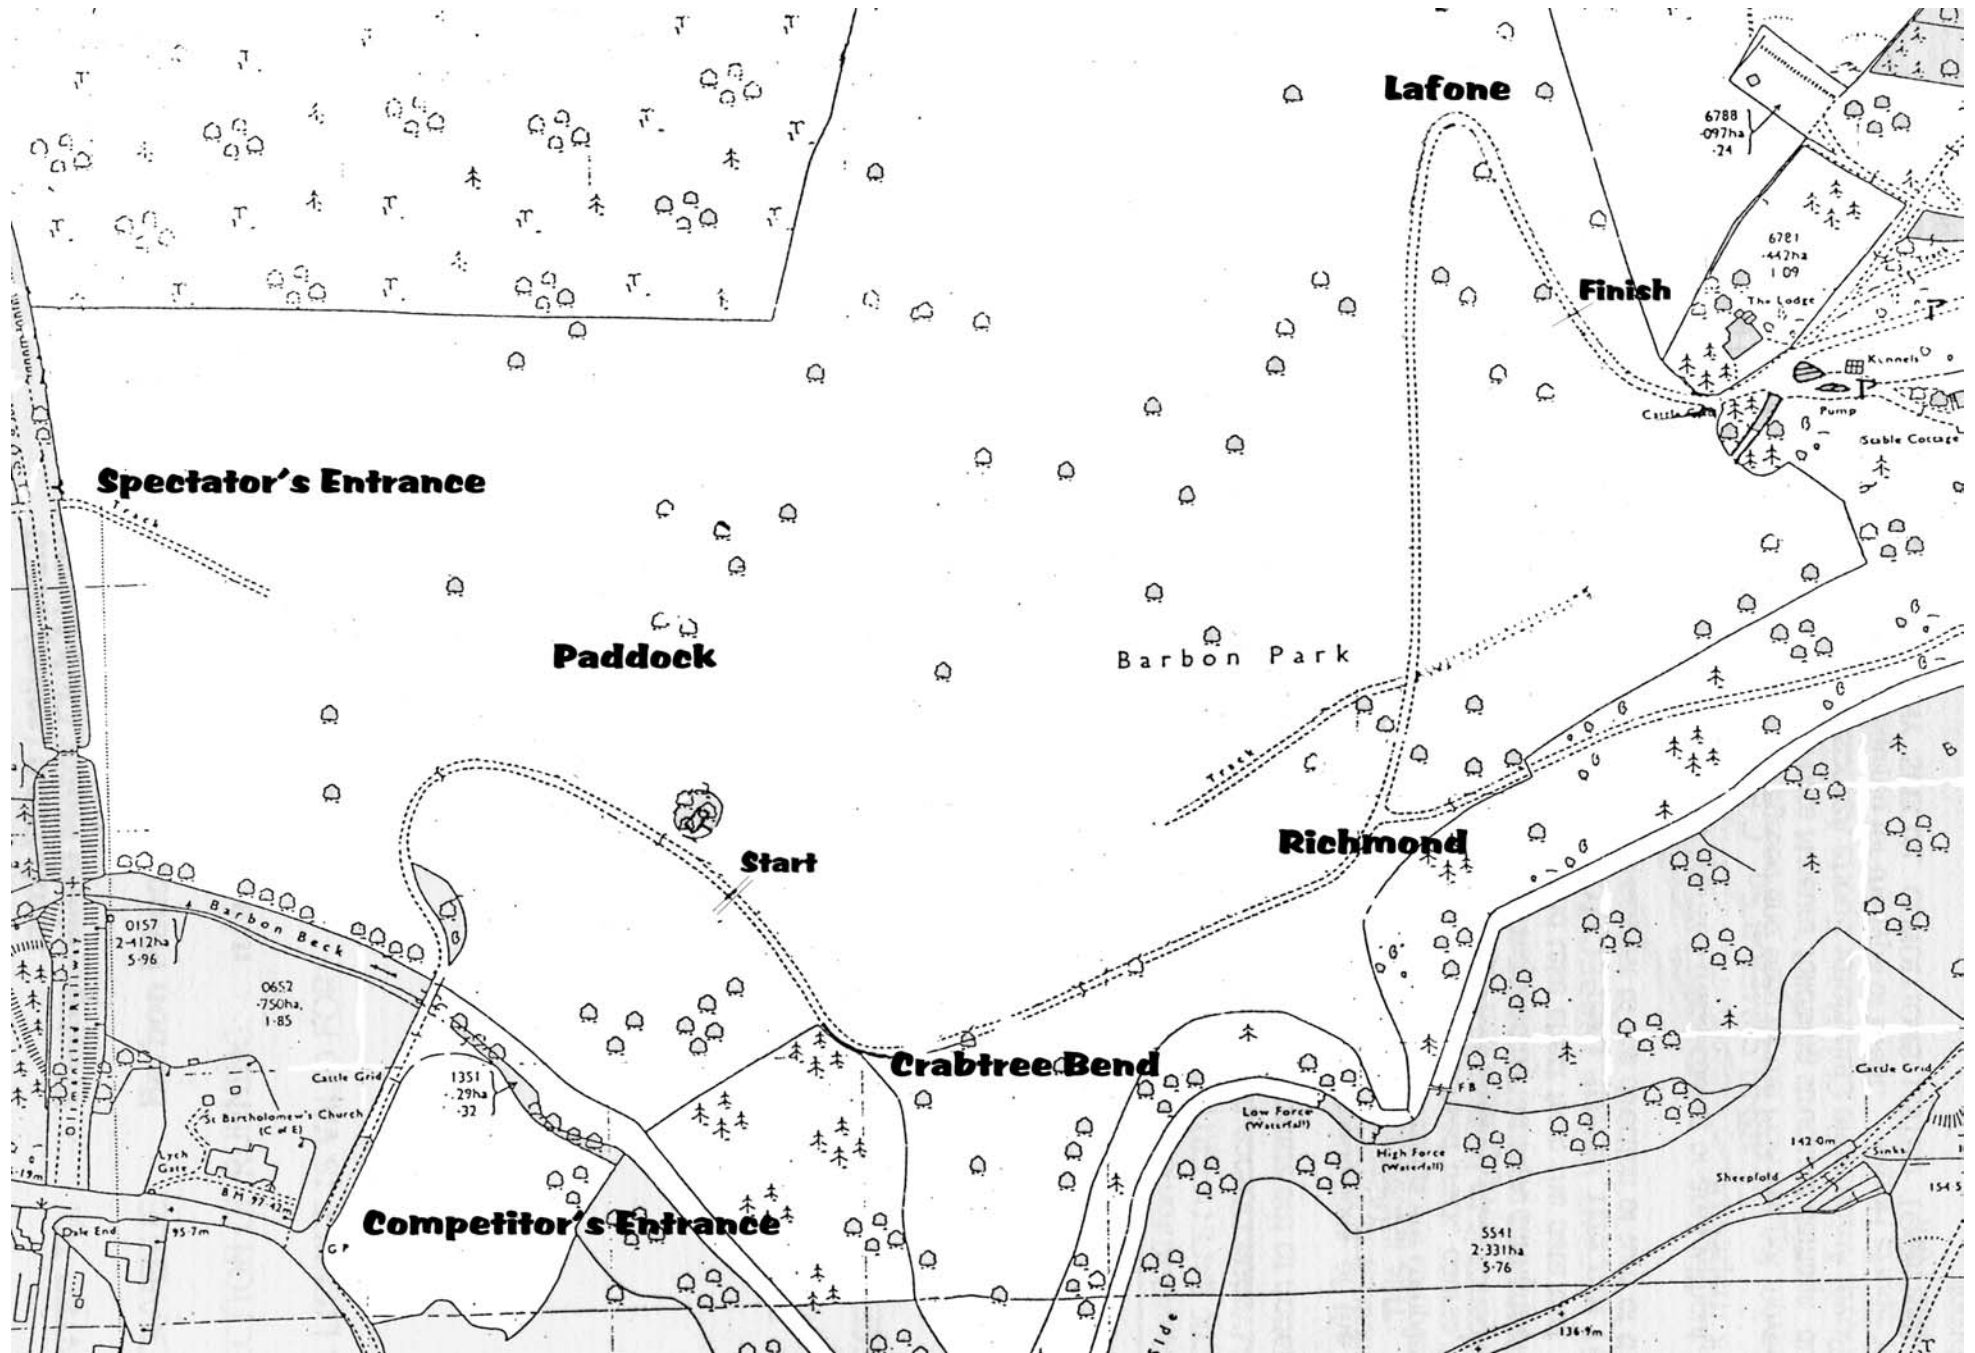 Lafone
6788
·097ha
·24
6781
·442ha
1 09
Finish
The Lodge
Kennels
Cattle Grid
Pump
Stable Cottage
Spectator's Entrance
Track
Paddock
Barbon Park
Track
Richmond
Start
Barbon Beck
0157
2·412ha
5·96
0652
·750ha
1·85
Crabtree Bend
Cattle Grid
1351
·29ha
·32
FB
Cattle Grid
Low Force
(Waterfall)
High Force
(Waterfall)
142·0m
Sinks
Sheepfold
St Bartholomew's Church
(C of E)
Lych
Gate
BM 97·42m
Competitor's Entrance
Dale End
95·7m
GP
5541
2·331ha
5·76
136·9m